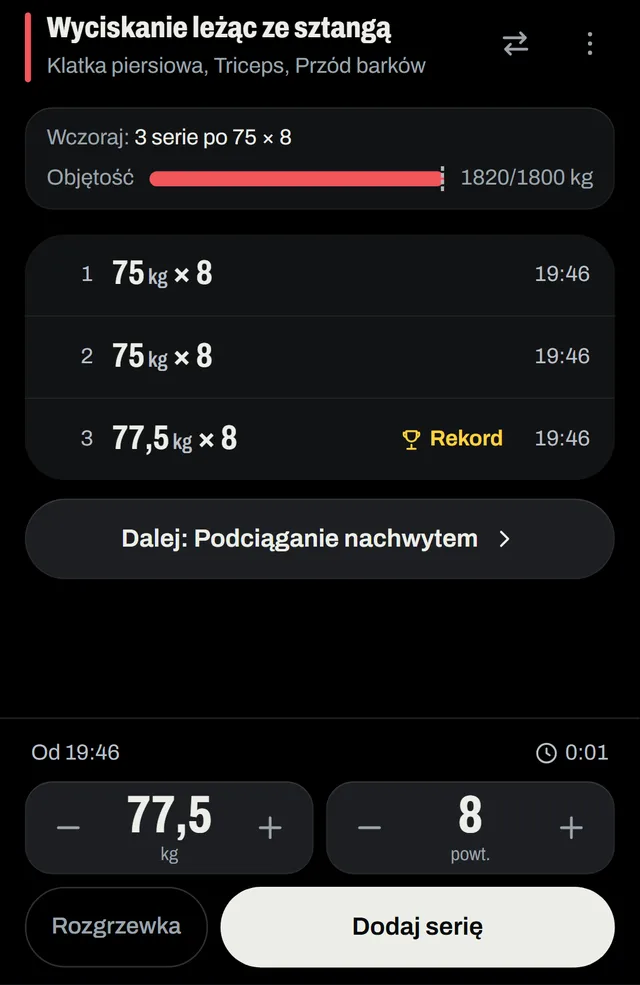 Wyciskanie leżąc ze sztangą
Klatka piersiowa, Triceps, Przód barków
Wczoraj: 3 serie po 75 × 8
Objętość 1820/1800 kg
1 75 kg × 8 19:46
2 75 kg × 8 19:46
3 77,5 kg × 8 Rekord 19:46
Dalej: Podciąganie nachwytem
Od 19:46 0:01
− 77,5 + − 8 +
kg powt.
Rozgrzewka Dodaj serię